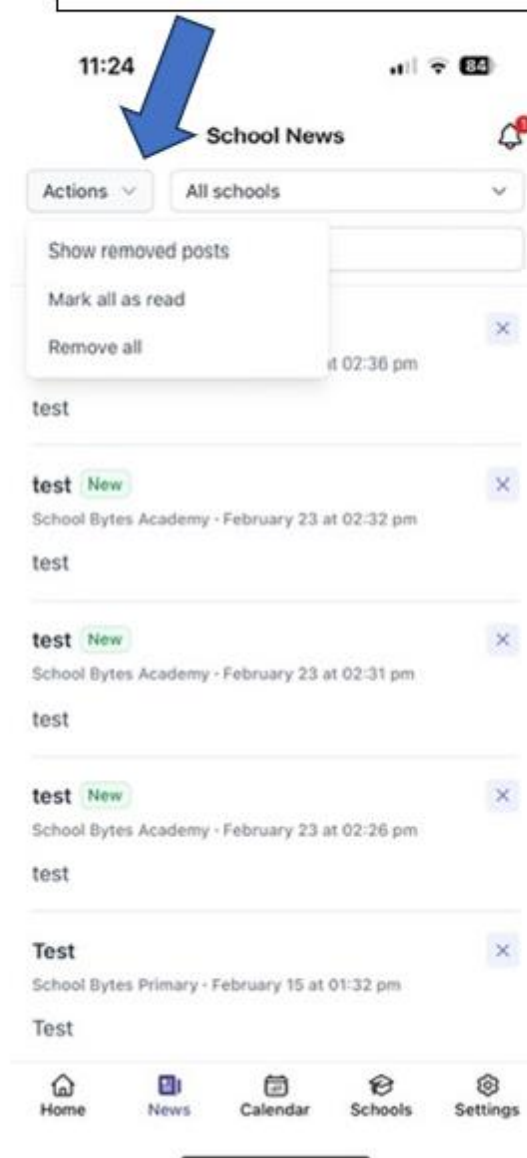 11:24
84
School News
Actions All schools
Show removed posts
Mark all as read
Remove all
at 02:36 pm
test
test New
School Bytes Academy - February 23 at 02:32 pm
test
test New
School Bytes Academy - February 23 at 02:31 pm
test
test New
School Bytes Academy - February 23 at 02:26 pm
test
Test
School Bytes Primary - February 15 at 01:32 pm
Test
Home News Calendar Schools Settings